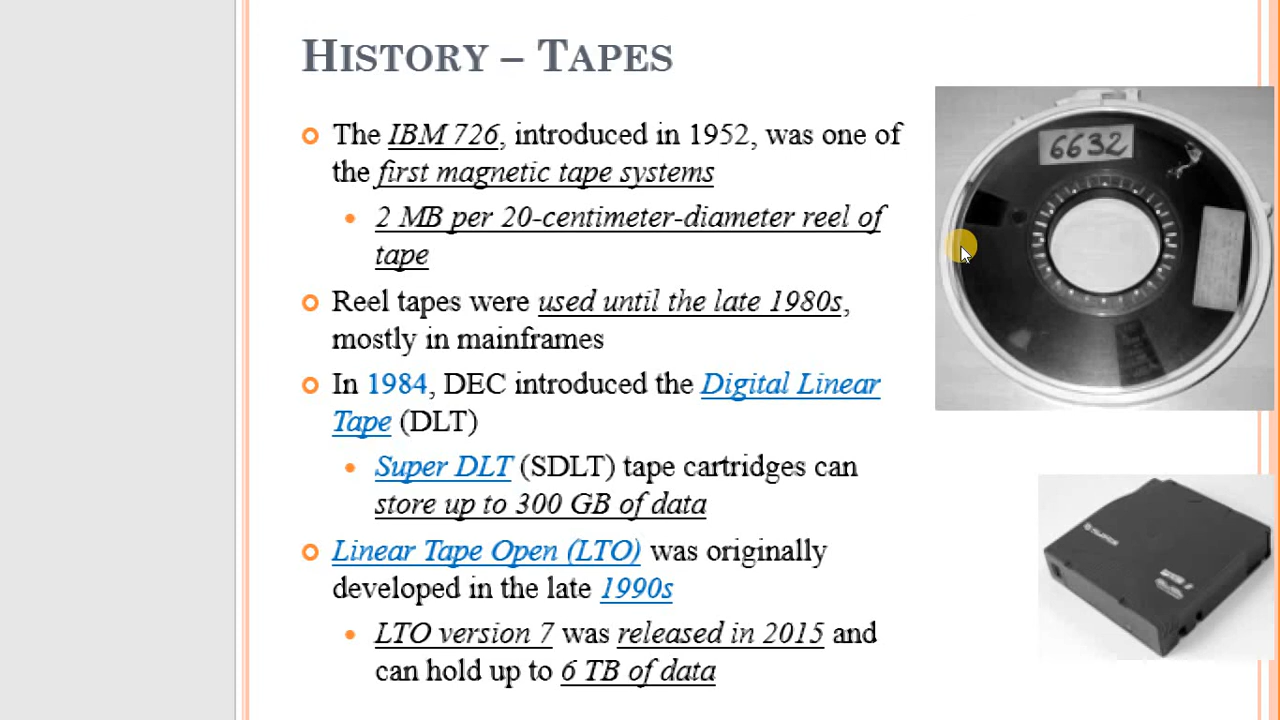 HISTORY – TAPES
The IBM 726, introduced in 1952, was one of
the first magnetic tape systems
2 MB per 20-centimeter-diameter reel of
tape
Reel tapes were used until the late 1980s,
mostly in mainframes
In 1984, DEC introduced the Digital Linear
Tape (DLT)
Super DLT (SDLT) tape cartridges can
store up to 300 GB of data
Linear Tape Open (LTO) was originally
developed in the late 1990s
LTO version 7 was released in 2015 and
can hold up to 6 TB of data
6632